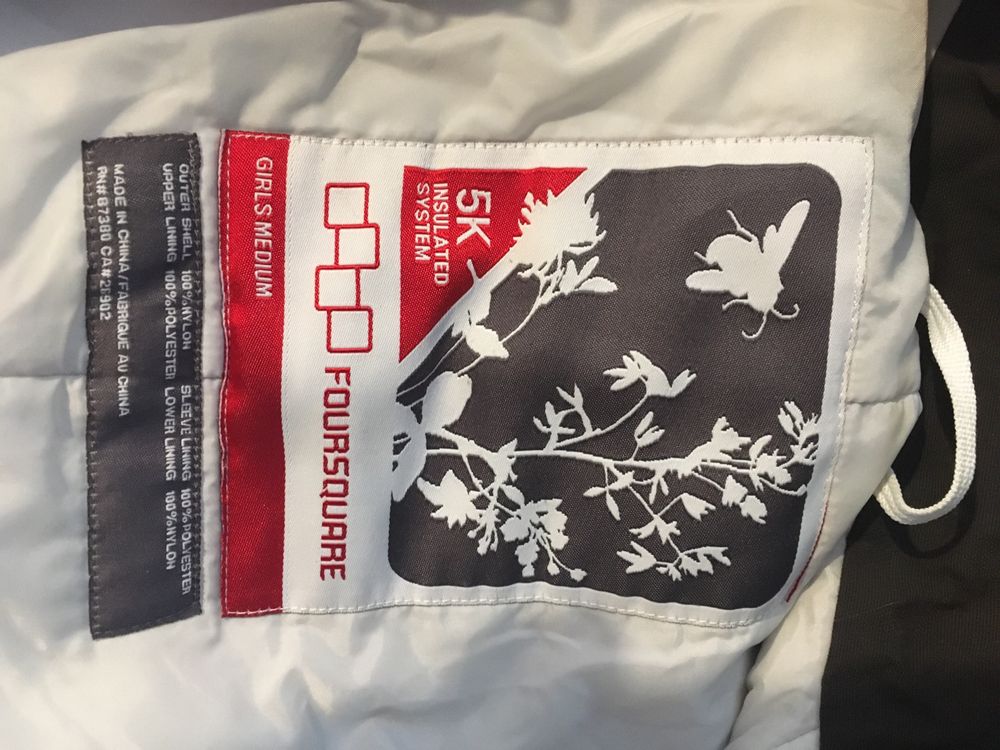 5K
INSULATED
SYSTEM
FOURSQUARE
GIRLS MEDIUM
OUTER SHELL 100%NYLON SLEEVE LINING 100%POLYESTER
UPPER LINING 100%POLYESTER LOWER LINING 100%NYLON
MADE IN CHINA/FABRIQUE AU CHINA
RN#87380 CA#28902